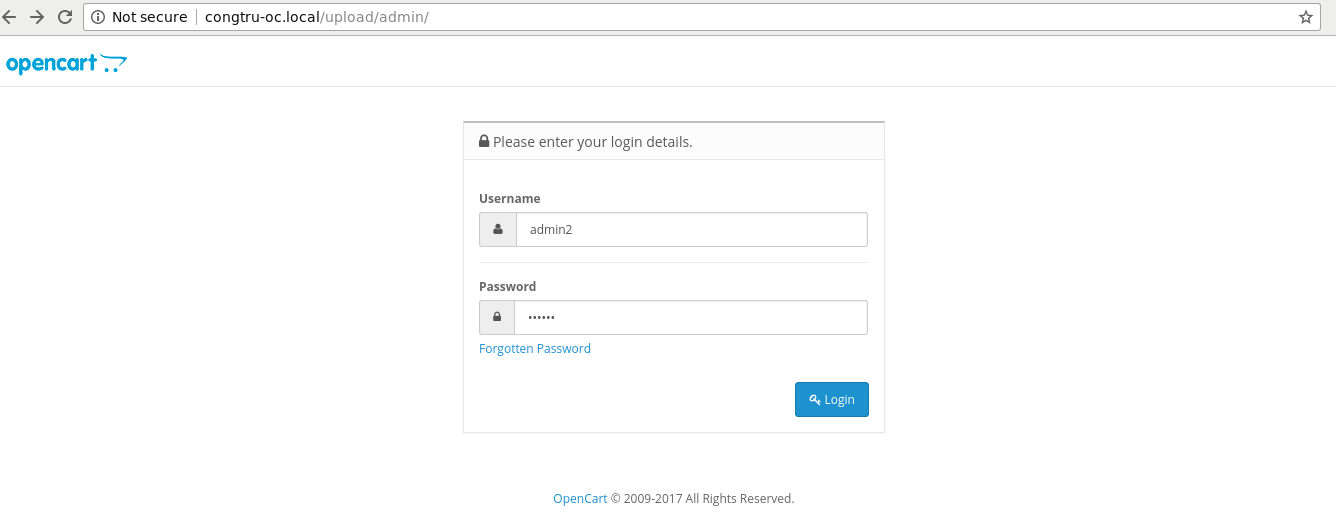 Not secure | congtru-oc.local/upload/admin/
opencart
Please enter your login details.
Username
admin2
Password
••••••
Forgotten Password
Login
OpenCart © 2009-2017 All Rights Reserved.